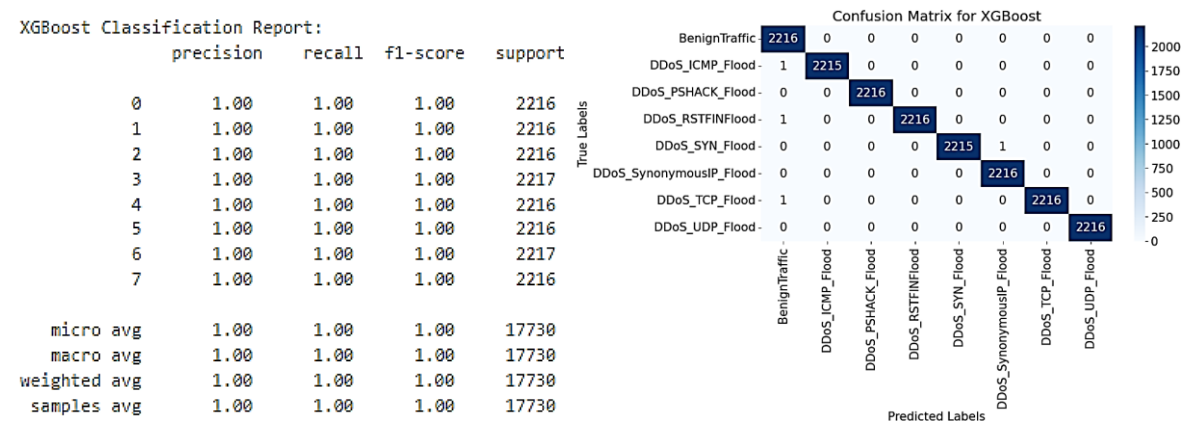 XGBoost Classification Report:
precision recall f1-score support
0 1.00 1.00 1.00 2216
1 1.00 1.00 1.00 2216
2 1.00 1.00 1.00 2216
3 1.00 1.00 1.00 2217
4 1.00 1.00 1.00 2216
5 1.00 1.00 1.00 2216
6 1.00 1.00 1.00 2217
7 1.00 1.00 1.00 2216
micro avg 1.00 1.00 1.00 17730
macro avg 1.00 1.00 1.00 17730
weighted avg 1.00 1.00 1.00 17730
samples avg 1.00 1.00 1.00 17730
Confusion Matrix for XGBoost
True Labels
BenignTraffic 2216 0 0 0 0 0 0 0
DDoS_ICMP_Flood 1 2215 0 0 0 0 0 0
DDoS_PSHACK_Flood 0 0 2216 0 0 0 0 0
DDoS_RSTFINFlood 1 0 0 2216 0 0 0 0
DDoS_SYN_Flood 0 0 0 0 2215 1 0 0
DDoS_SynonymousIP_Flood 0 0 0 0 0 2216 0 0
DDoS_TCP_Flood 1 0 0 0 0 0 2216 0
DDoS_UDP_Flood 0 0 0 0 0 0 0 2216
BenignTraffic
DDoS_ICMP_Flood
DDoS_PSHACK_Flood
DDoS_RSTFINFlood
DDoS_SYN_Flood
DDoS_SynonymousIP_Flood
DDoS_TCP_Flood
DDoS_UDP_Flood
Predicted Labels
2000
1750
1500
1250
1000
750
500
250
0